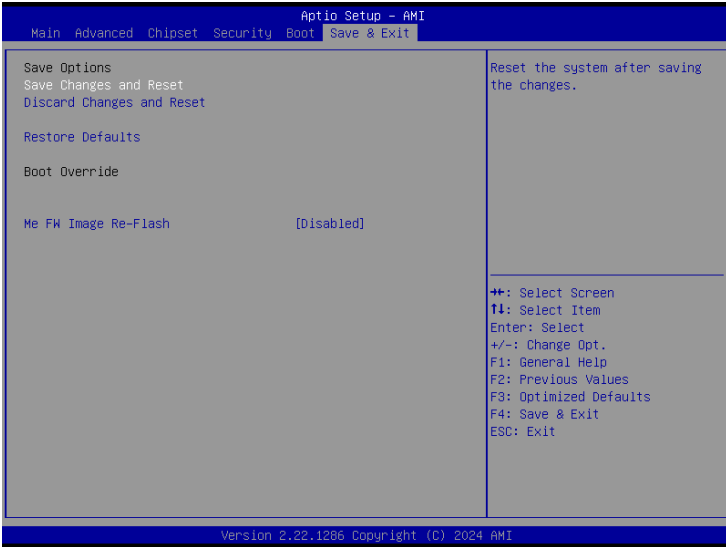 Aptio Setup - AMI
Main Advanced Chipset Security Boot Save & Exit
Save Options
Save Changes and Reset
Discard Changes and Reset
Restore Defaults
Boot Override
Me FW Image Re-Flash [Disabled]
Reset the system after saving
the changes.
→←: Select Screen
↑↓: Select Item
Enter: Select
+/-: Change Opt.
F1: General Help
F2: Previous Values
F3: Optimized Defaults
F4: Save & Exit
ESC: Exit
Version 2.22.1286 Copyright (C) 2024 AMI